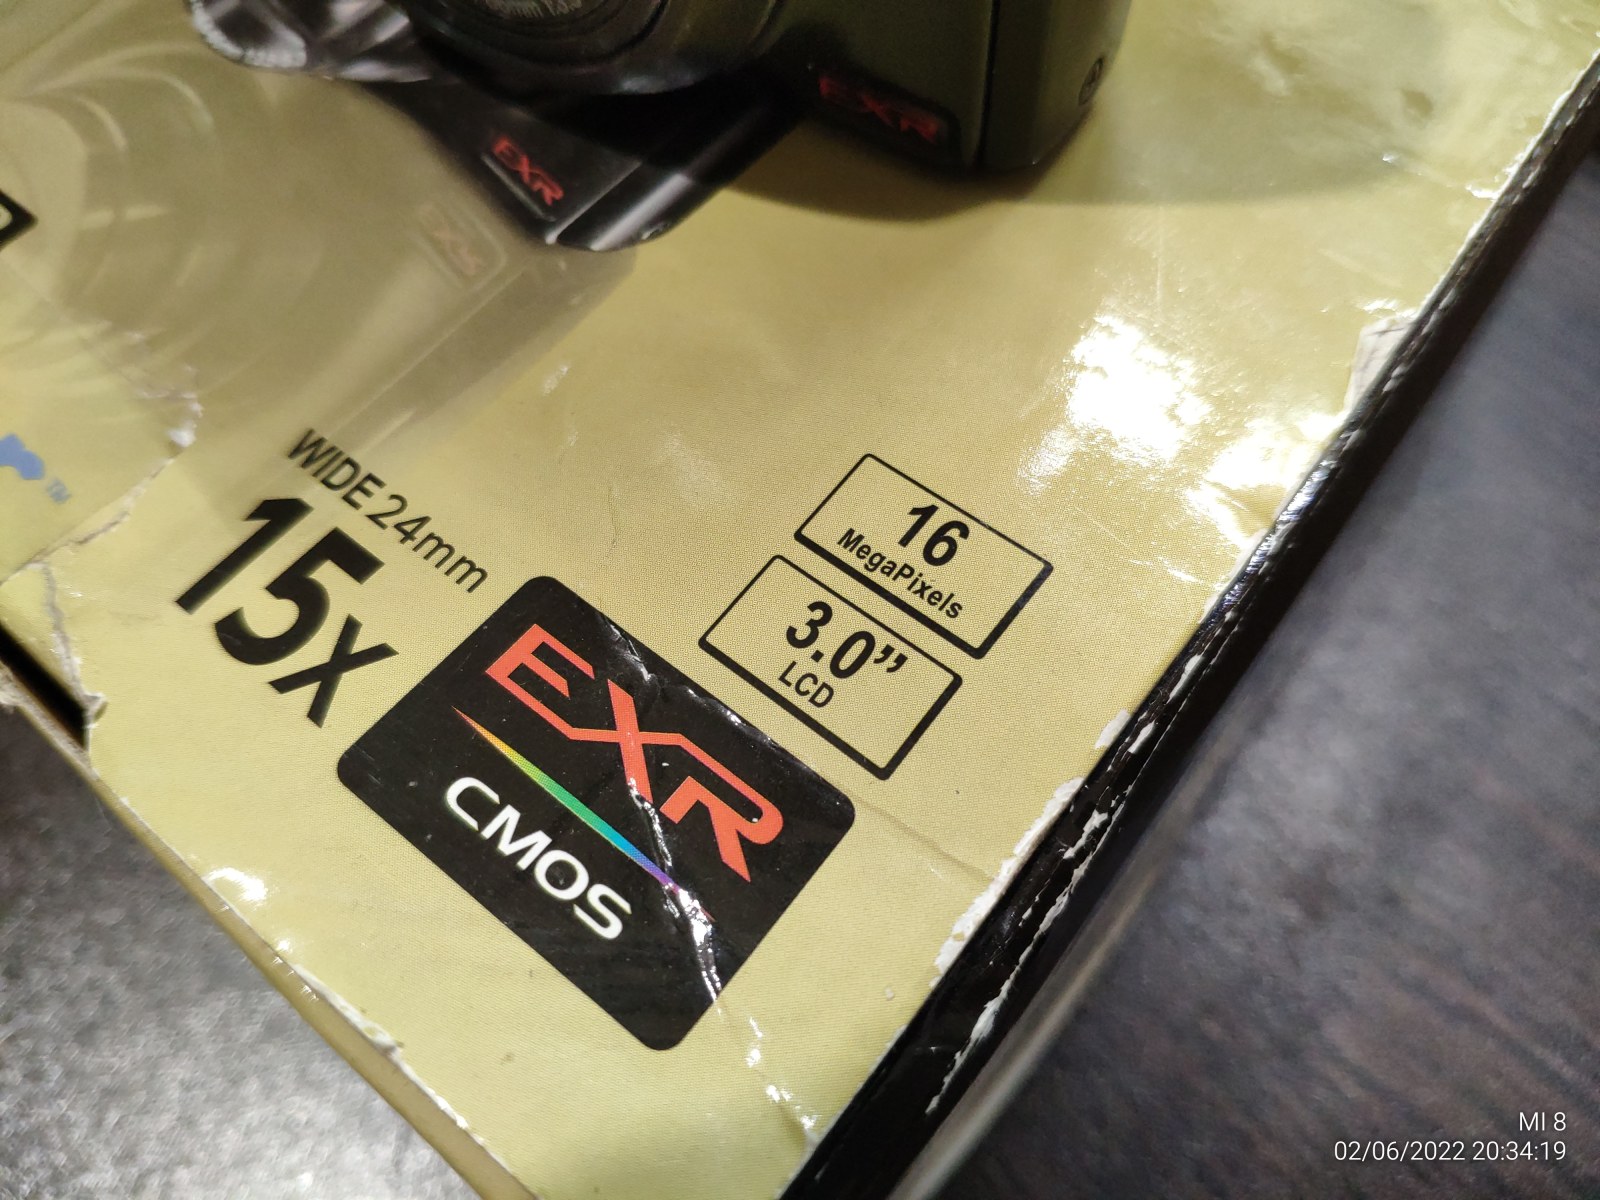 EXR
EXR
TM
WIDE 24mm
15x
16
MegaPixels
3.0”
LCD
EXR
CMOS
MI 8
02/06/2022 20:34:19